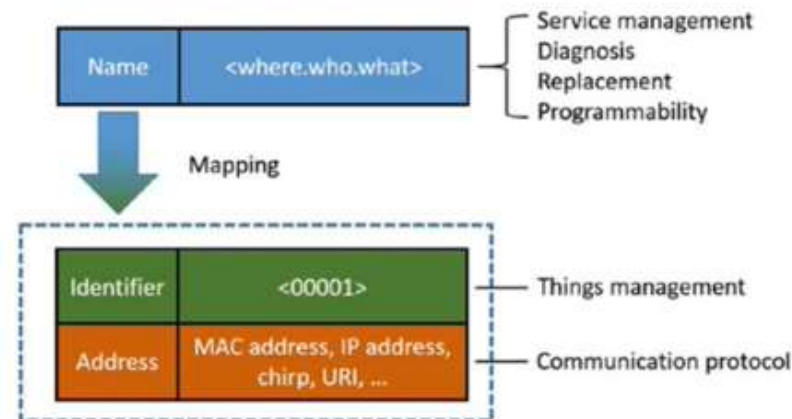 Service management
Diagnosis
Replacement
Programmability
Name <where.who.what>
Mapping
Identifier <00001> Things management
Address MAC address, IP address,
chirp, URI, ... Communication protocol